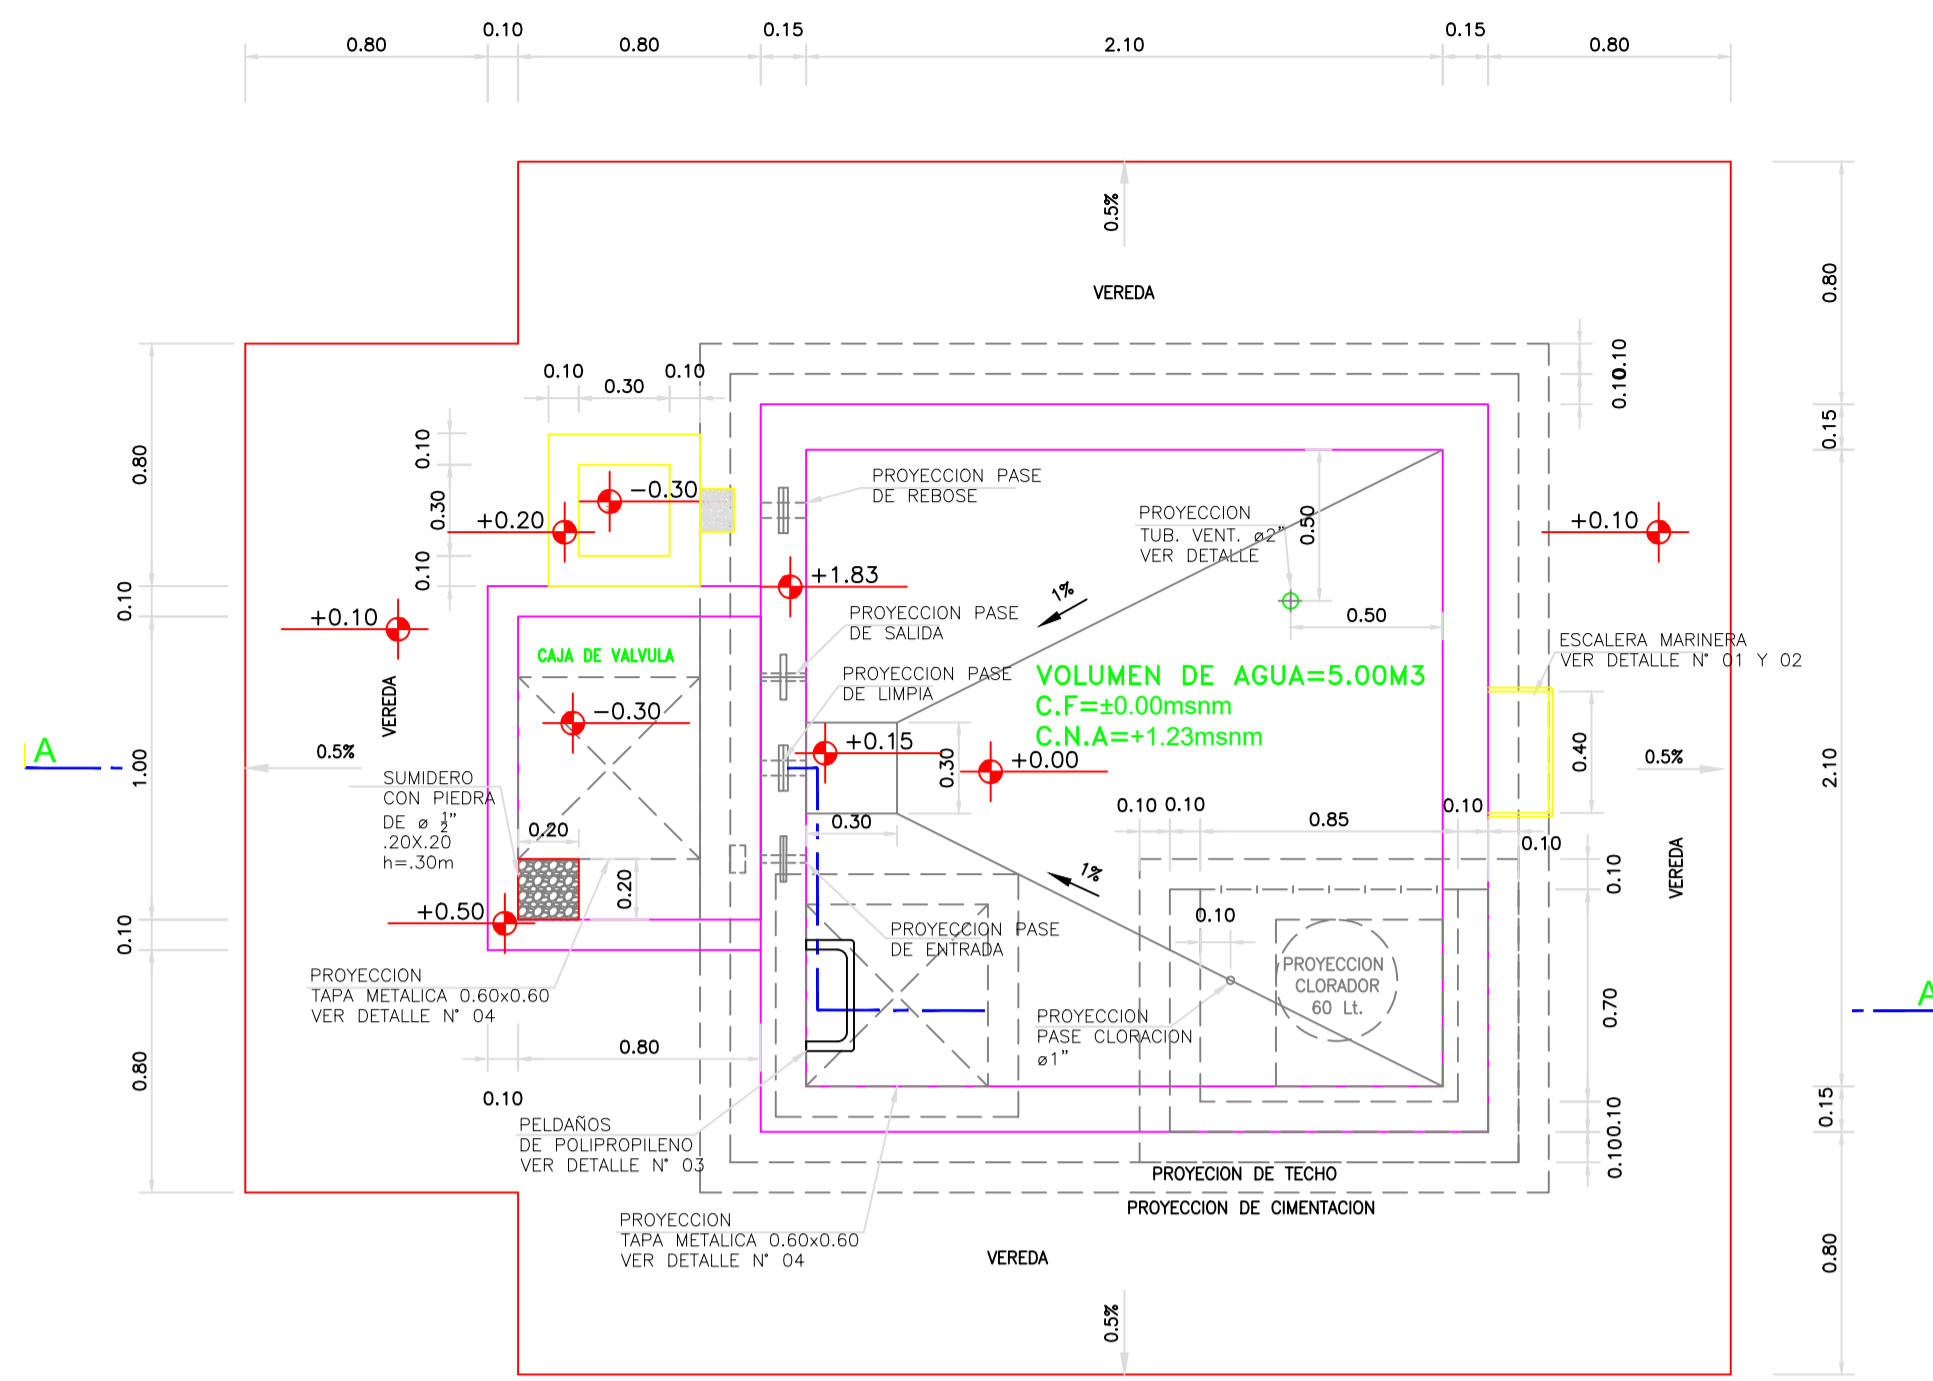 0.80
0.10
0.80
0.15
2.10
0.15
0.80
0.5%
VEREDA
0.80
0.10
0.10
0.15
0.10
0.30
0.10
0.80
0.10
0.30
0.10
-0.30
+0.20
PROYECCION PASE
DE REBOSE
PROYECCION
TUB. VENT. ø2"
VER DETALLE
0.50
0.50
+0.10
+1.83
0.10
+0.10
PROYECCION PASE
DE SALIDA
ESCALERA MARINERA
VER DETALLE N° 01 Y 02
1%
CAJA DE VALVULA
PROYECCION PASE
DE LIMPIA
VOLUMEN DE AGUA=5.00M3
C.F=±0.00msnm
C.N.A=+1.23msnm
VEREDA
-0.30
A
0.5%
1.00
+0.15
+0.00
0.30
0.30
0.40
0.5%
2.10
SUMIDERO
CON PIEDRA
DE ø 1/2"
.20X.20
h=.30m
0.20
0.20
0.10
0.10
0.85
0.10
0.10
0.10
VEREDA
1%
+0.50
0.10
PROYECCION PASE
DE ENTRADA
0.10
PROYECCION
CLORADOR
60 Lt.
0.70
A
PROYECCION
TAPA METALICA 0.60x0.60
VER DETALLE N° 04
PROYECCION
PASE CLORACION
ø1"
0.80
0.80
0.10
0.10
0.10
0.15
PELDAÑOS
DE POLIPROPILENO
VER DETALLE N° 03
PROYECION DE TECHO
PROYECCION DE CIMENTACION
PROYECCION
TAPA METALICA 0.60x0.60
VER DETALLE N° 04
VEREDA
0.80
0.5%